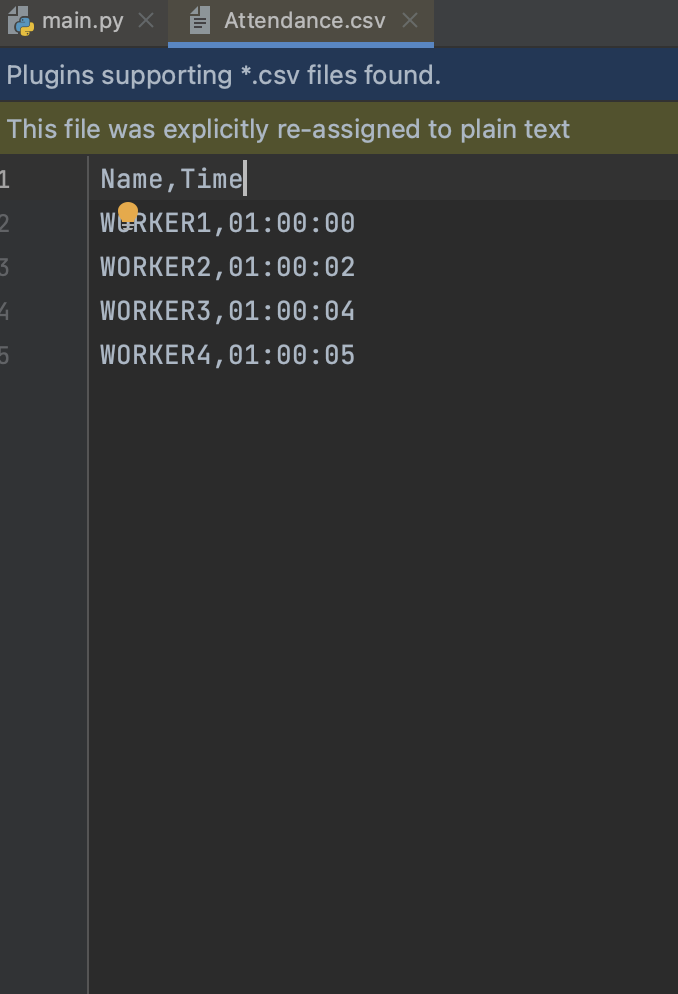 main.py
Attendance.csv
Plugins supporting *.csv files found.
This file was explicitly re-assigned to plain text
1 Name,Time
2 WORKER1,01:00:00
3 WORKER2,01:00:02
4 WORKER3,01:00:04
5 WORKER4,01:00:05